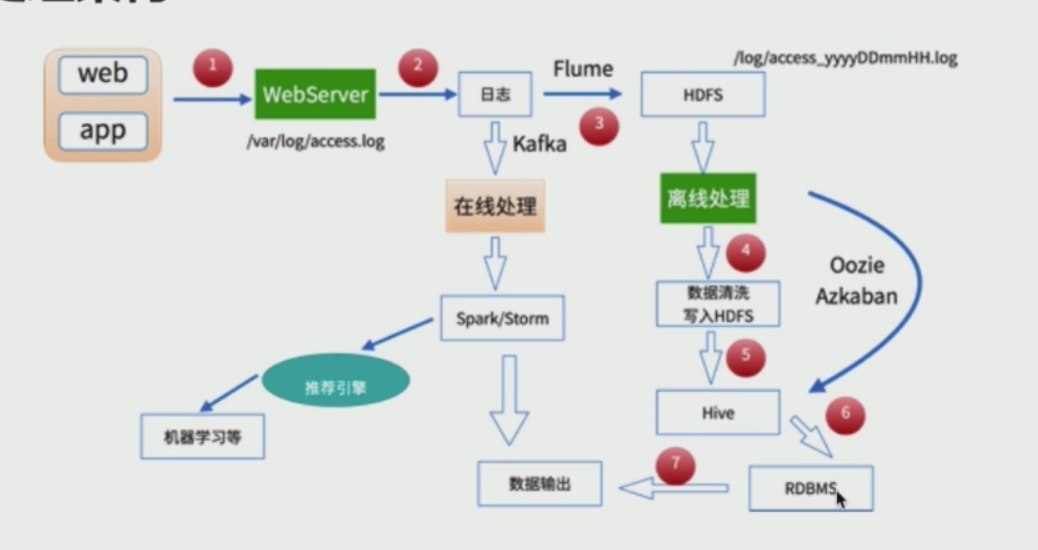 web
app
1
WebServer
/var/log/access.log
2
日志
Flume
3
/log/access_yyyyDDmmHH.log
HDFS
Kafka
在线处理
离线处理
4
数据清洗
写入HDFS
Oozie
Azkaban
Spark/Storm
5
推荐引擎
机器学习等
Hive
6
7
数据输出
RDBMS